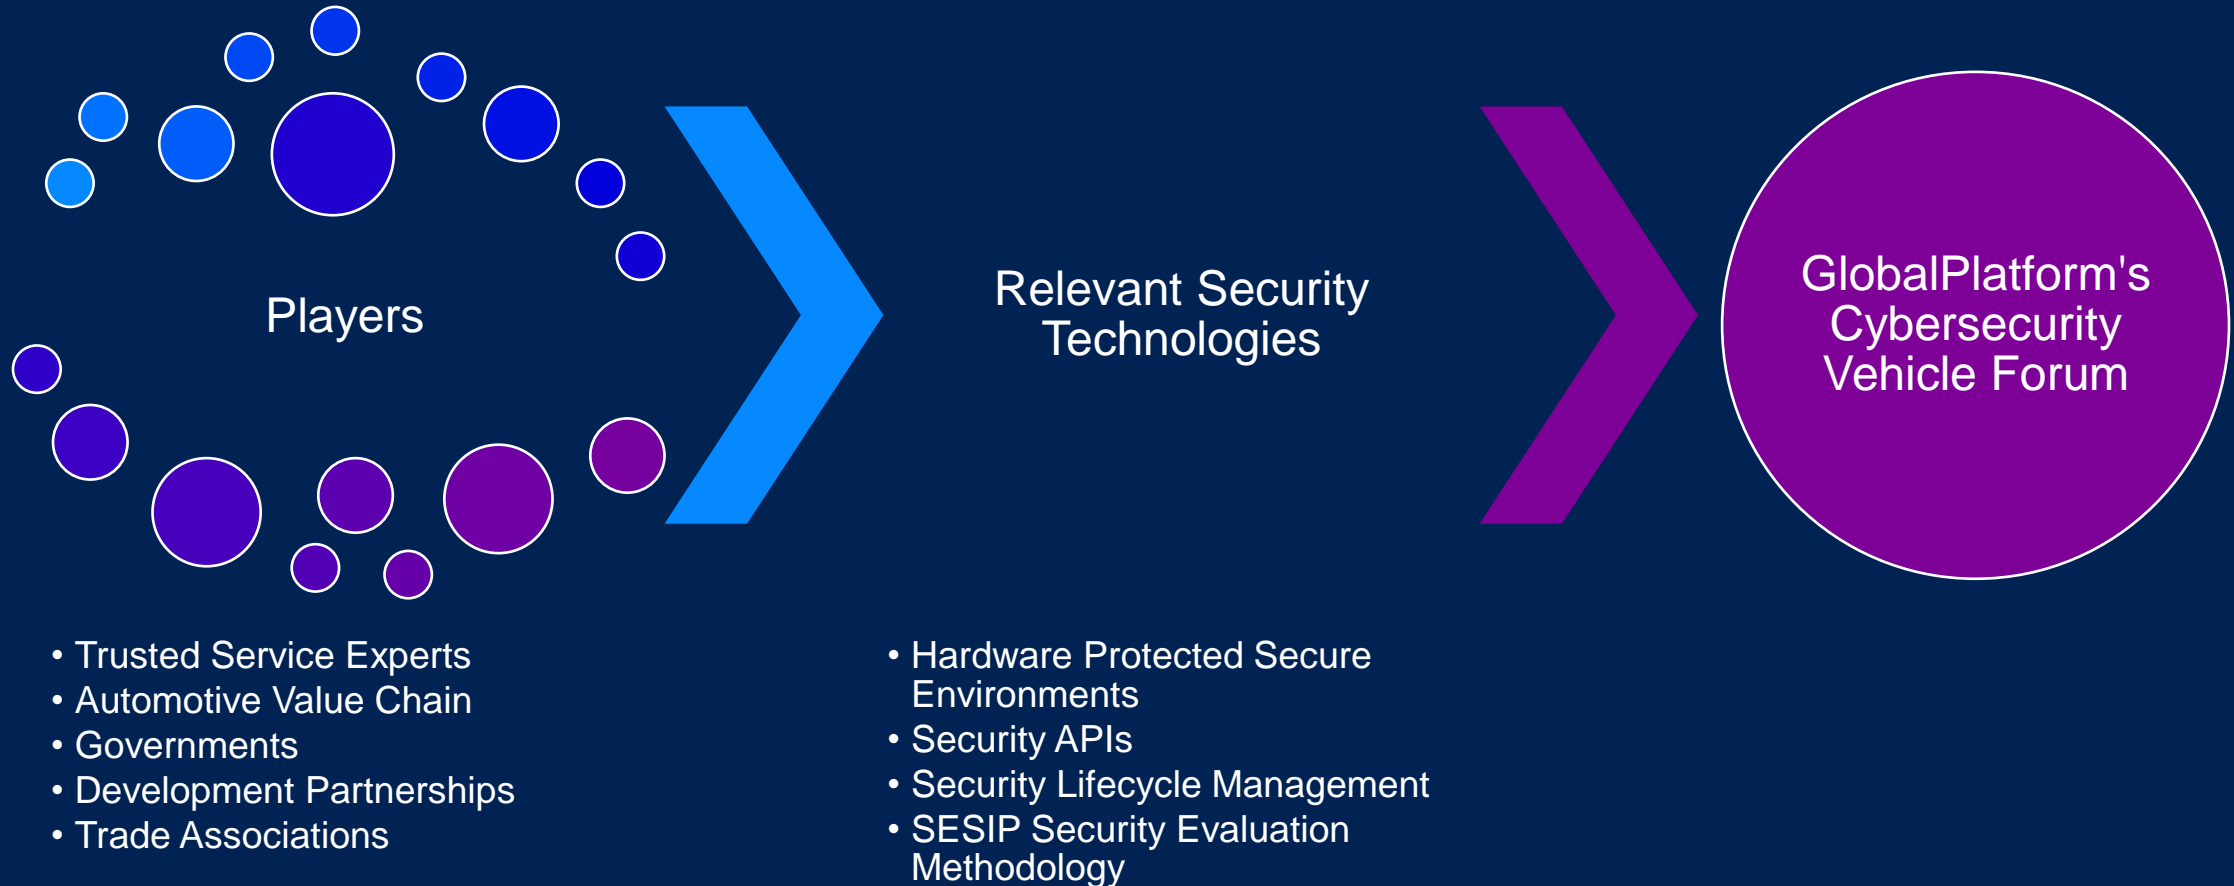 Players
Relevant Security
Technologies
GlobalPlatform's
Cybersecurity
Vehicle Forum
• Trusted Service Experts
• Automotive Value Chain
• Governments
• Development Partnerships
• Trade Associations
• Hardware Protected Secure
Environments
• Security APIs
• Security Lifecycle Management
• SESIP Security Evaluation
Methodology